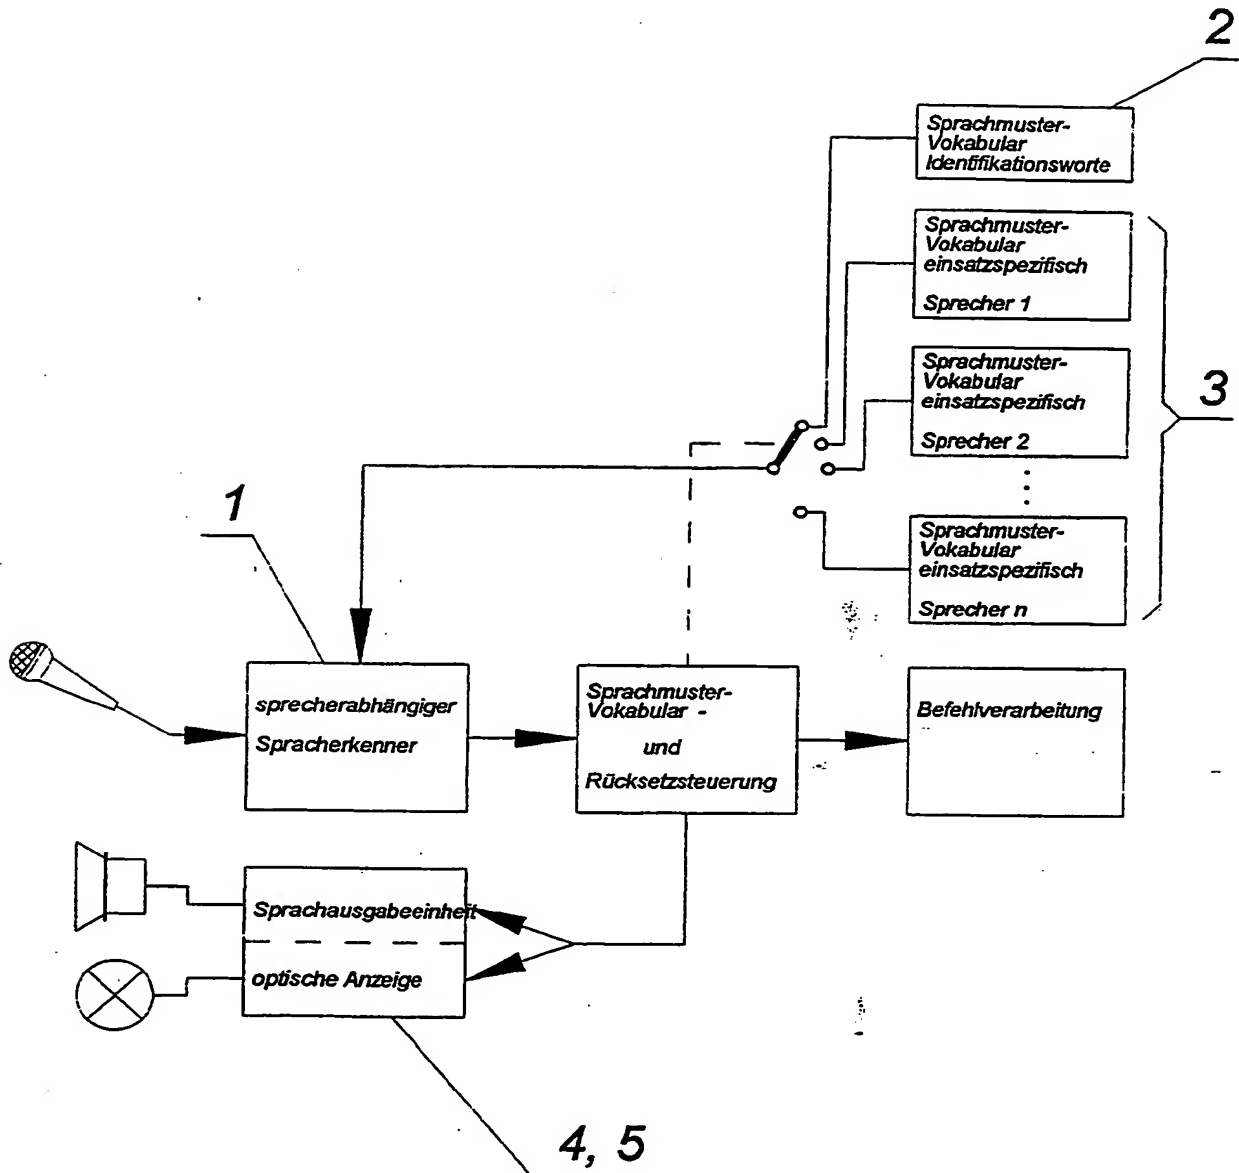 2
Sprachmuster-
Vokabular
Identifikationsworte
Sprachmuster-
Vokabular
einsatzspezifisch
Sprecher 1
Sprachmuster-
Vokabular
einsatzspezifisch
Sprecher 2
3
Sprachmuster-
Vokabular
einsatzspezifisch
Sprecher n
1
sprecherabhängiger
Spracherkenner
Sprachmuster-
Vokabular -
und
Rücksetzsteuerung
Befehlverarbeitung
Sprachausgabeeinheit
optische Anzeige
4, 5